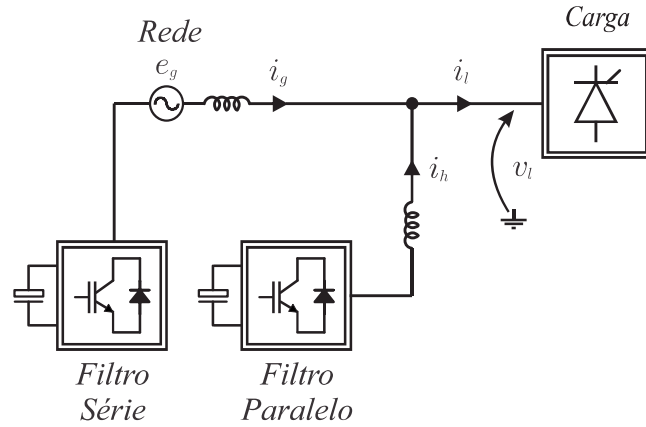 Rede
Carga
e_g
i_g
i_l
i_h
v_l
Filtro
Série
Filtro
Paralelo